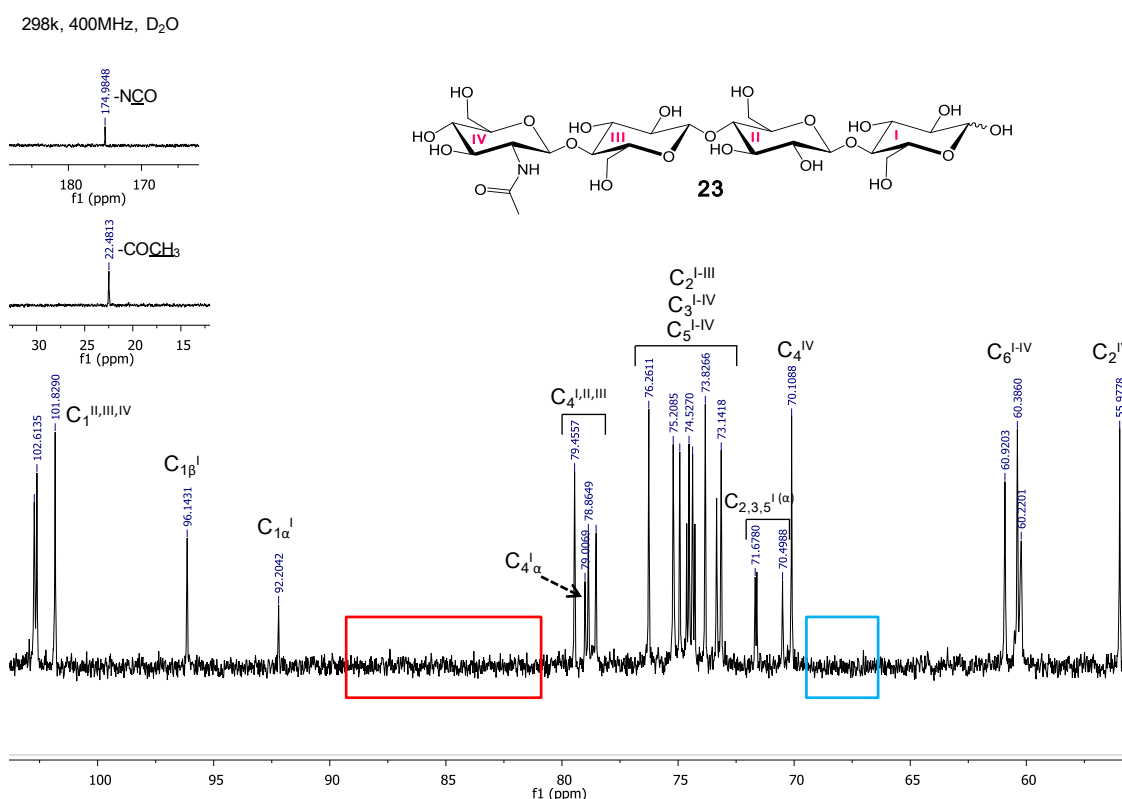 298k, 400MHz, D₂O
174.9848
-NCO
180 170
f1 (ppm)
22.4813
-COCH₃
30 25 20 15
f1 (ppm)
HO
HO
HO
IV
O
NH
O
HO
OH
III
O
O
HO
HO
O
II
HO
OH
O
HO
OH
I
OH
O
HO
23
102.6135
101.8290
C₁ᴵᴵ,ᴵᴵᴵ,ᴵⱽ
96.1431
C₁βᴵ
92.2042
C₁αᴵ
C₄ᴵ,ᴵᴵ,ᴵᴵᴵ
79.4557
79.0069
78.8649
C₄ᴵα
C₂ᴵ⁻ᴵᴵᴵ
C₃ᴵ⁻ᴵⱽ
C₅ᴵ⁻ᴵⱽ
76.2611
75.2085
74.5270
73.8266
73.1418
C₂,₃,₅ᴵ ⁽α⁾
71.6780
70.4988
C₄ᴵⱽ
70.1088
C₆ᴵ⁻ᴵⱽ
60.9203
60.3860
60.2201
C₂ᴵⱽ
55.9778
100 95 90 85 80 75 70 65 60
f1 (ppm)